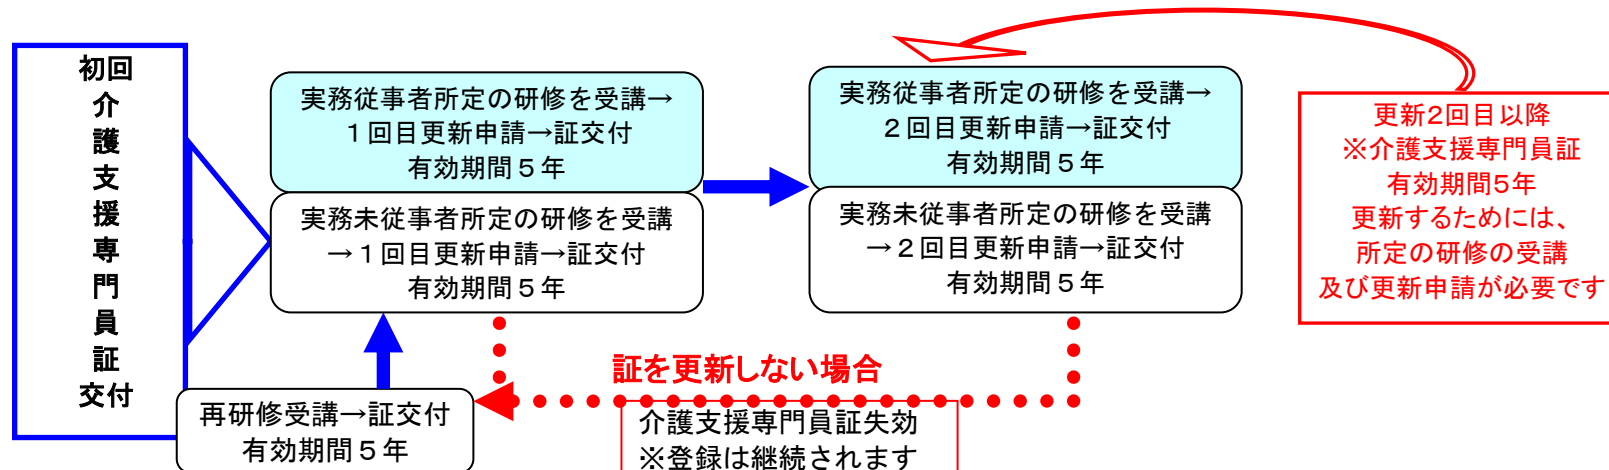 初回
介
護
支
援
専
門
員
証
交付
実務従事者所定の研修を受講→
１回目更新申請→証交付
有効期間５年
実務未従事者所定の研修を受講
→１回目更新申請→証交付
有効期間５年
実務従事者所定の研修を受講→
２回目更新申請→証交付
有効期間５年
実務未従事者所定の研修を受講
→２回目更新申請→証交付
有効期間５年
更新2回目以降
※介護支援専門員証
有効期間5年
更新するためには、
所定の研修の受講
及び更新申請が必要です
証を更新しない場合
再研修受講→証交付
有効期間５年
介護支援専門員証失効
※登録は継続されます